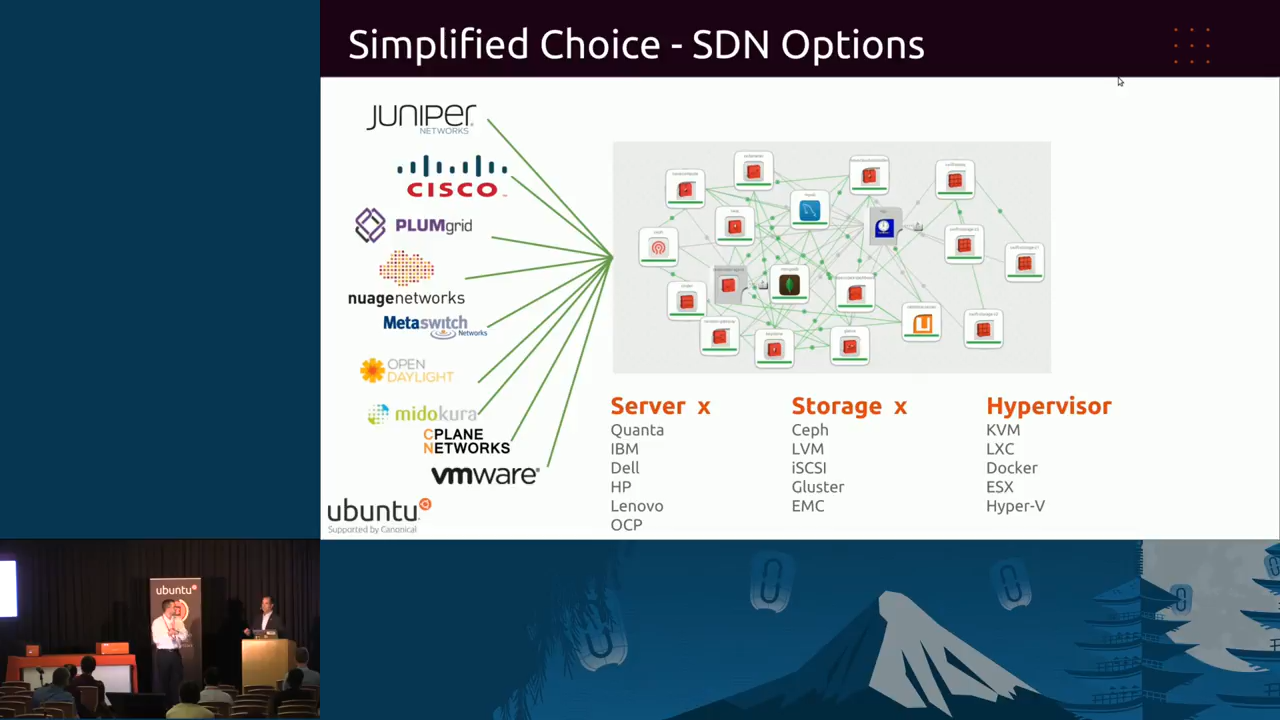 Simplified Choice - SDN Options
JUNIPER
NETWORKS
CISCO
PLUMgrid
nuagenetworks
Metaswitch
Networks
OPEN
DAYLIGHT
midokura
CPLANE
NETWORKS
vmware
ubuntu
Supported by Canonical
Server x
Quanta
IBM
Dell
HP
Lenovo
OCP
Storage x
Ceph
LVM
iSCSI
Gluster
EMC
Hypervisor
KVM
LXC
Docker
ESX
Hyper-V
ubuntu